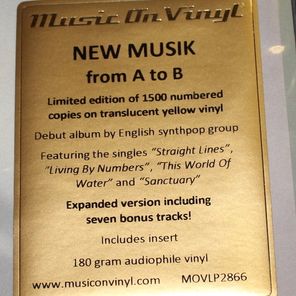 Music On Vinyl
NEW MUSIK
from A to B
Limited edition of 1500 numbered
copies on translucent yellow vinyl
Debut album by English synthpop group
Featuring the singles "Straight Lines",
"Living By Numbers", "This World Of
Water" and "Sanctuary"
Expanded version including
seven bonus tracks!
Includes insert
180 gram audiophile vinyl
www.musiconvinyl.com MOVLP2866